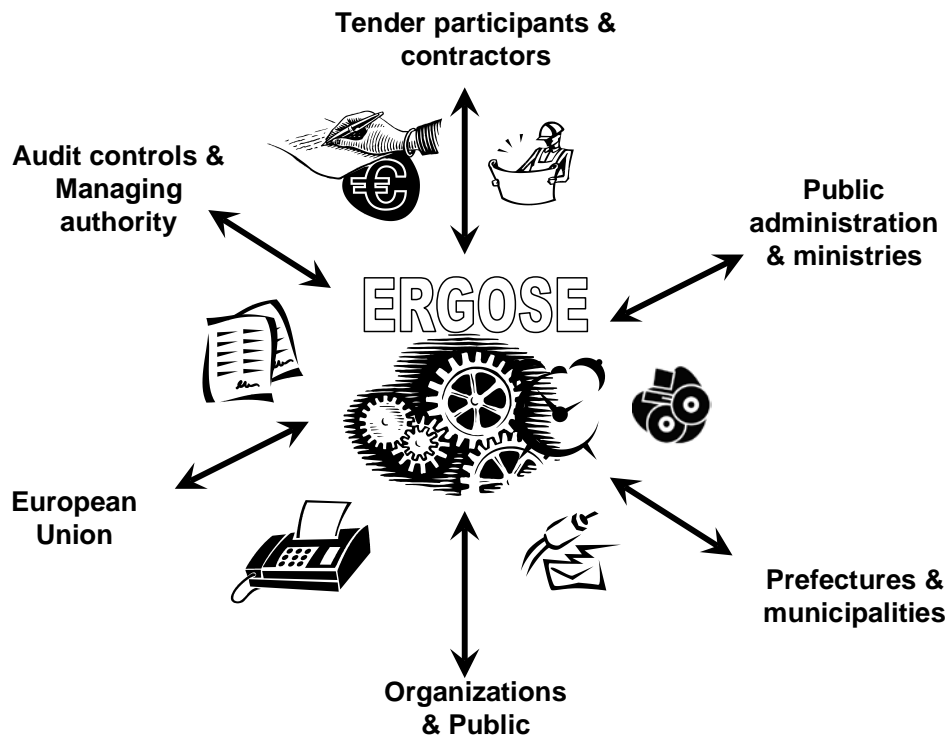 Tender participants &
contractors
Audit controls &
Managing
authority
Public
administration
& ministries
ERGOSE
€
European
Union
Prefectures &
municipalities
Organizations
& Public